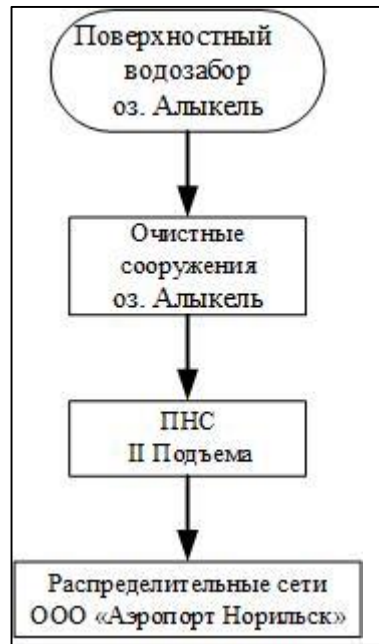 Поверхностный
водозабор
оз. Алыкель
Очистные
сооружения
оз. Алыкель
ПНС
II Подъема
Распределительные сети
ООО «Аэропорт Норильск»